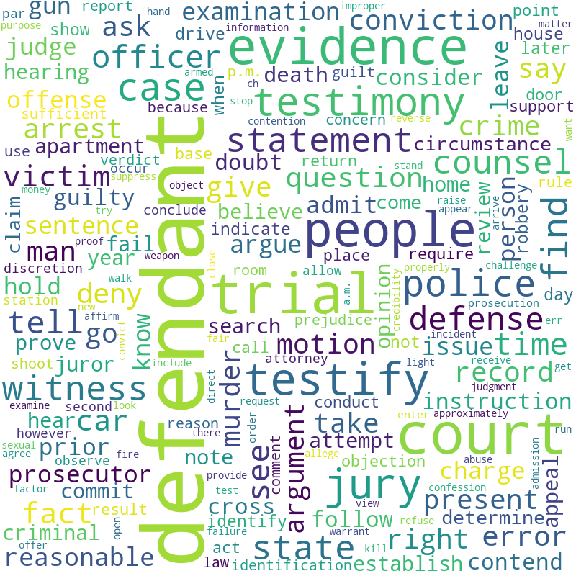 par
gun
report
ask
examination
improper
hand
purpose
conviction
point
matter
show
drive
information
house
judge
officer
evidence
later
hearing
case
when
p.m.
armed
death
guilt
ch
stop
consider
leave
say
offense
sufficient
because
testimony
contention
concern
reverse
door
support
want
arrest
use
apartment
verdict
occur
base
statement
circumstance
crime
victim
suppress
object
doubt
return
stand
raise
appear
counsel
arrive
rule
claim
money
guilty
try
conclude
give
question
home
review
person
robbery
sentence
believe
admit
come
man
proof
fail
indicate
people
find
discretion
weapon
argue
place
require
year
hold
walk
room
allow
a.m.
opinion
credibility
properly
challenge
station
new
deny
close
trial
police
prosecution
day
affirm
convict
search
prejudice
not
incident
err
tell
go
know
fair
call
attorney
motion
defense
prove
shoot
include
direct
light
issue
time
juror
murder
testify
record
receive
get
witness
hear
car
request
judgment
examine
second
look
reason
conduct
take
instruction
however
there
order
comment
attempt
court
enter
approximately
run
prior
note
see
argument
objection
charge
abuse
admission
appeal
prosecutor
observe
sexual
agree
fire
provide
allege
jury
confession
present
commit
cross
follow
determine
factor
fact
result
test
identify
view
refuse
criminal
open
failure
warrant
right
error
offer
act
kill
reasonable
law
identification
state
establish
contend
defendant